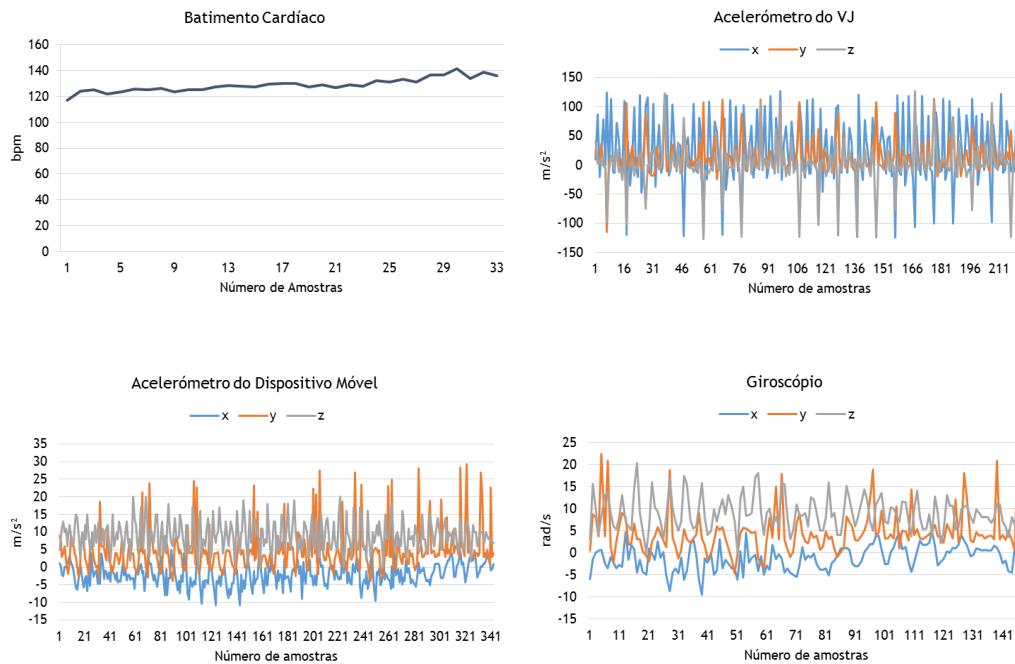 Batimento Cardíaco
160
140
120
100
80
60
40
20
0
bpm
1 5 9 13 17 21 25 29 33
Número de Amostras
Acelerómetro do VJ
x y z
150
100
50
0
-50
-100
-150
m/s²
1 16 31 46 61 76 91 106 121 136 151 166 181 196 211
Número de amostras
Acelerómetro do Dispositivo Móvel
x y z
35
30
25
20
15
10
5
0
-5
-10
-15
m/s²
1 21 41 61 81 101 121 141 161 181 201 221 241 261 281 301 321 341
Número de amostras
Giroscópio
x y z
25
20
15
10
5
0
-5
-10
-15
rad/s
1 11 21 31 41 51 61 71 81 91 101 111 121 131 141
Número de amostras